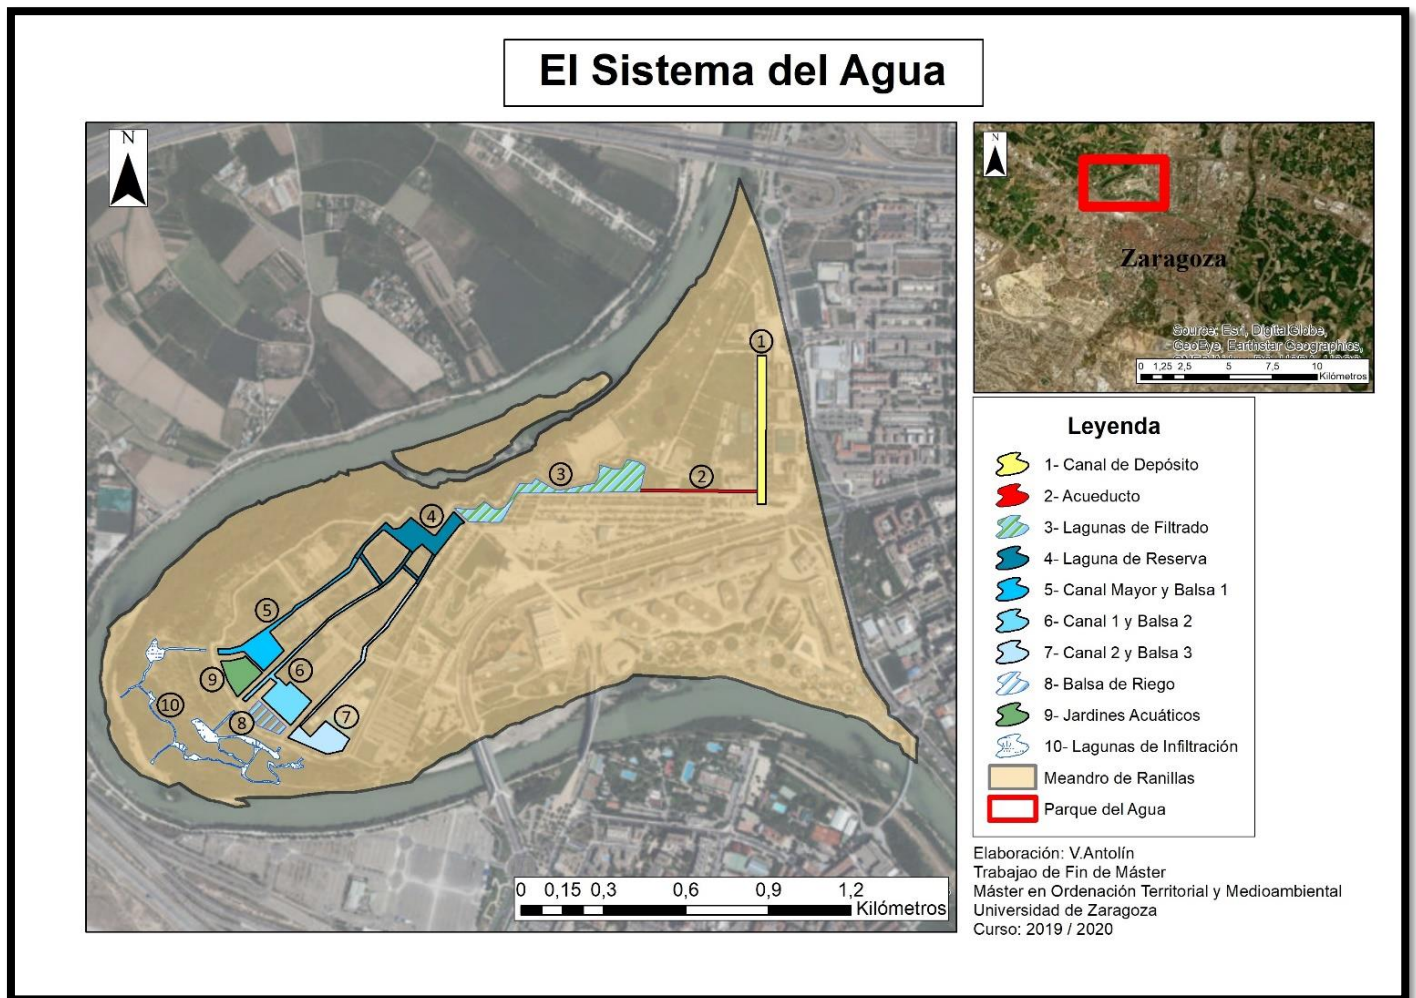 El Sistema del Agua
N
1
2
3
4
5
6
7
8
9
10
0 0,15 0,3 0,6 0,9 1,2
Kilómetros
N
Zaragoza
Source: Esri, DigitalGlobe,
GeoEye, Earthstar Geographics,
0 1,25 2,5 5 7,5 10
Kilómetros
Leyenda
1- Canal de Depósito
2- Acueducto
3- Lagunas de Filtrado
4- Laguna de Reserva
5- Canal Mayor y Balsa 1
6- Canal 1 y Balsa 2
7- Canal 2 y Balsa 3
8- Balsa de Riego
9- Jardines Acuáticos
10- Lagunas de Infiltración
Meandro de Ranillas
Parque del Agua
Elaboración: V.Antolín
Trabajao de Fin de Máster
Máster en Ordenación Territorial y Medioambiental
Universidad de Zaragoza
Curso: 2019 / 2020